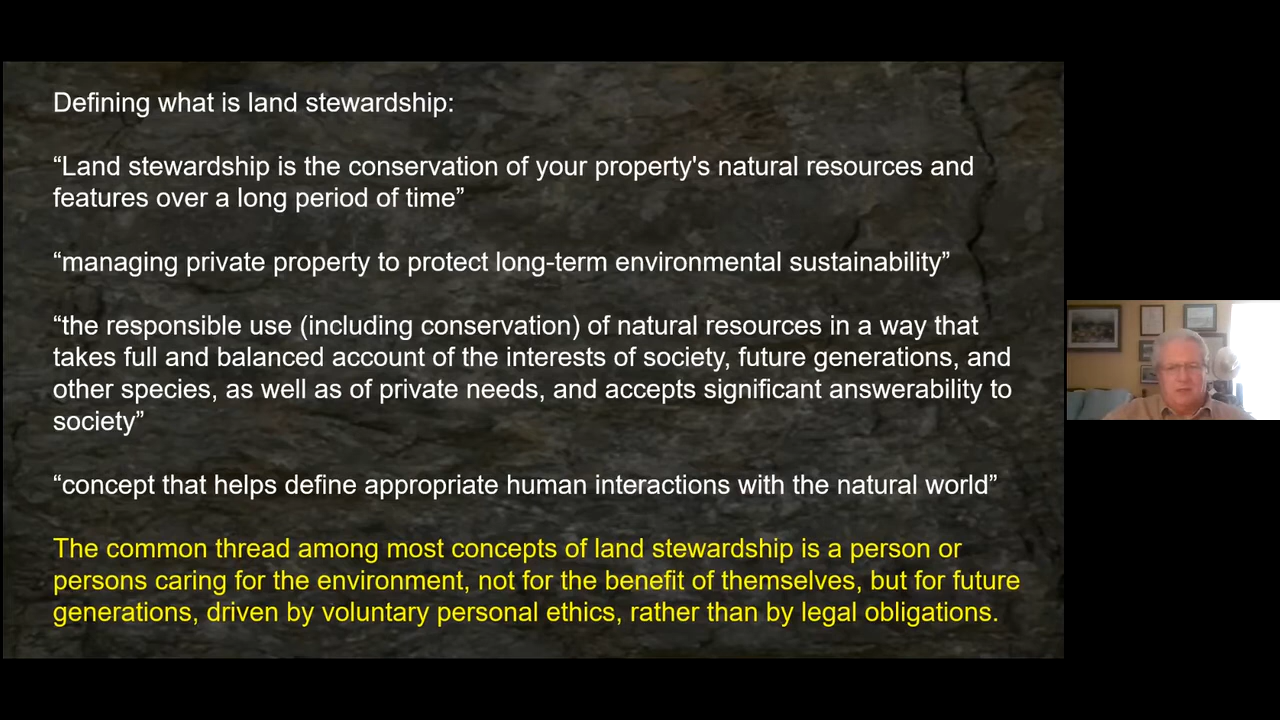 Defining what is land stewardship:
“Land stewardship is the conservation of your property's natural resources and
features over a long period of time”
“managing private property to protect long-term environmental sustainability”
“the responsible use (including conservation) of natural resources in a way that
takes full and balanced account of the interests of society, future generations, and
other species, as well as of private needs, and accepts significant answerability to
society”
“concept that helps define appropriate human interactions with the natural world”
The common thread among most concepts of land stewardship is a person or
persons caring for the environment, not for the benefit of themselves, but for future
generations, driven by voluntary personal ethics, rather than by legal obligations.